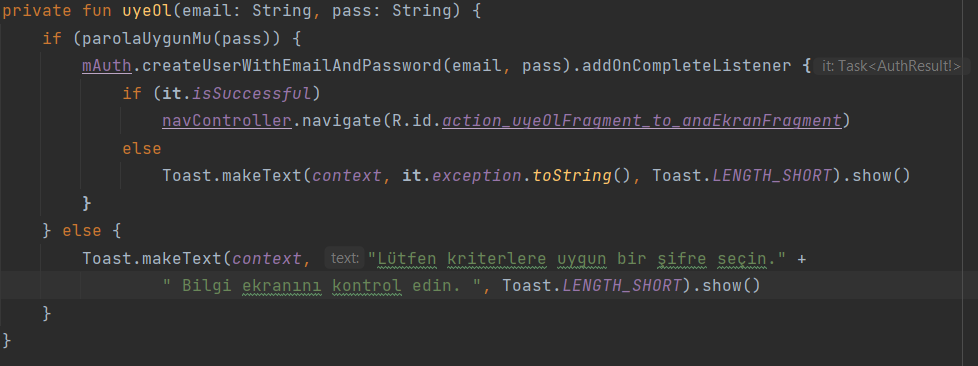 private fun uyeOl(email: String, pass: String) {
if (parolaUygunMu(pass)) {
mAuth.createUserWithEmailAndPassword(email, pass).addOnCompleteListener { it: Task<AuthResult!>
if (it.isSuccessful)
navController.navigate(R.id.action_uyeOlFragment_to_anaEkranFragment)
else
Toast.makeText(context, it.exception.toString(), Toast.LENGTH_SHORT).show()
}
} else {
Toast.makeText(context, text: "Lütfen kriterlere uygun bir şifre seçin." +
" Bilgi ekranını kontrol edin. ", Toast.LENGTH_SHORT).show()
}
}